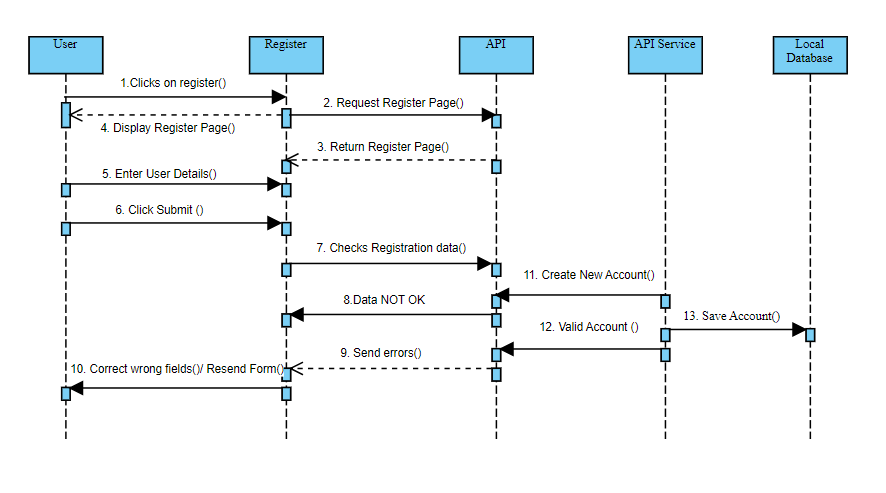 User
Register
API
API Service
Local
Database
1.Clicks on register()
2. Request Register Page()
4. Display Register Page()
3. Return Register Page()
5. Enter User Details()
6. Click Submit ()
7. Checks Registration data()
11. Create New Account()
8.Data NOT OK
13. Save Account()
12. Valid Account ()
9. Send errors()
10. Correct wrong fields()/ Resend Form()